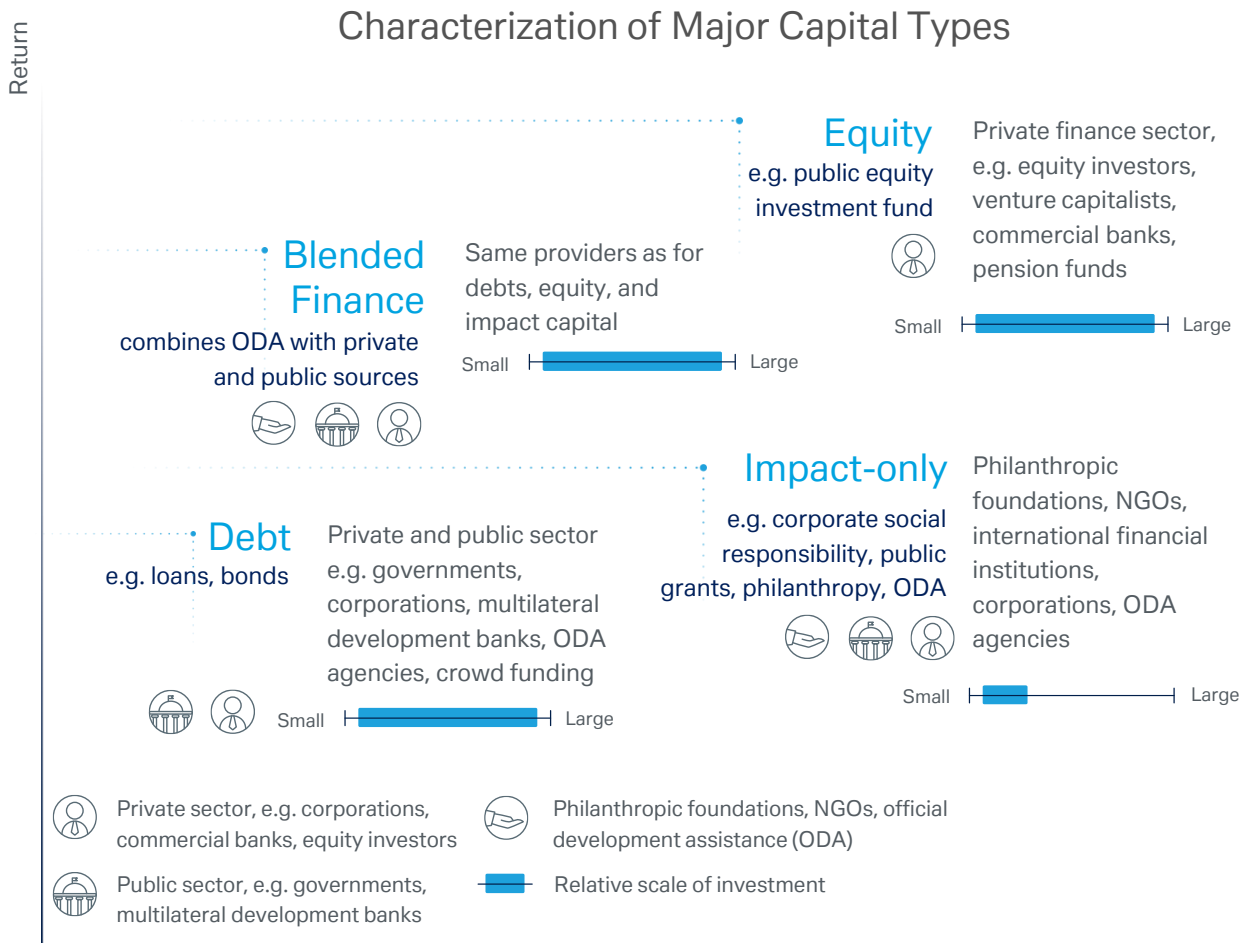 Characterization of Major Capital Types
Return
Equity
e.g. public equity
investment fund
Private finance sector,
e.g. equity investors,
venture capitalists,
commercial banks,
pension funds
Small
Large
Blended
Finance
combines ODA with private
and public sources
Same providers as for
debts, equity, and
impact capital
Small
Large
Impact-only
e.g. corporate social
responsibility, public
grants, philanthropy, ODA
Philanthropic
foundations, NGOs,
international financial
institutions,
corporations, ODA
agencies
Small
Large
Debt
e.g. loans, bonds
Private and public sector
e.g. governments,
corporations, multilateral
development banks, ODA
agencies, crowd funding
Small
Large
Private sector, e.g. corporations,
commercial banks, equity investors
Philanthropic foundations, NGOs, official
development assistance (ODA)
Public sector, e.g. governments,
multilateral development banks
Relative scale of investment